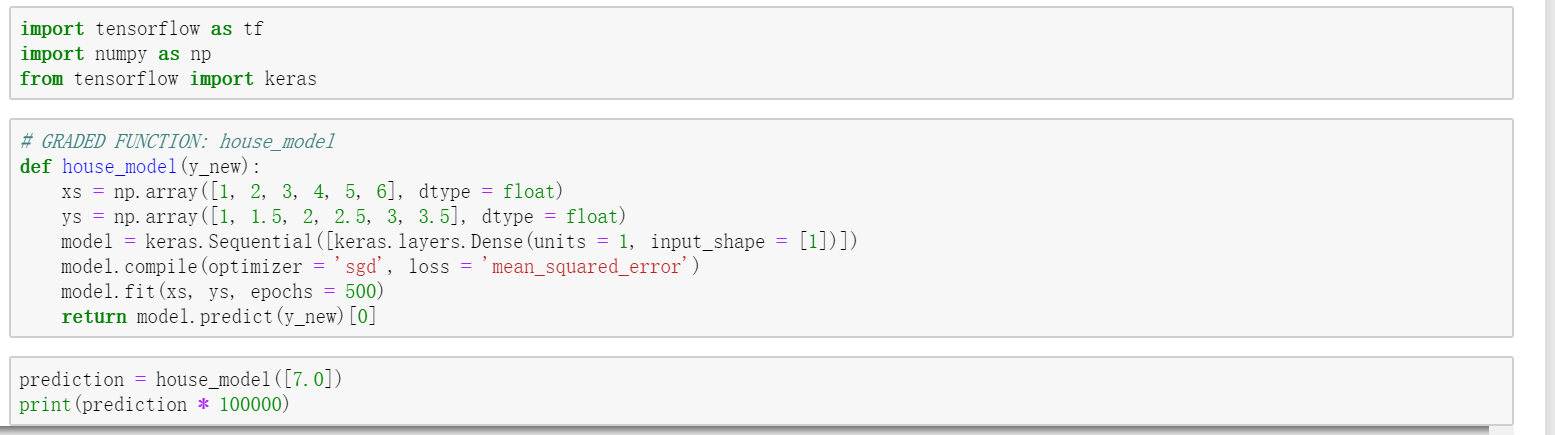 import tensorflow as tf
import numpy as np
from tensorflow import keras
# GRADED FUNCTION: house_model
def house_model(y_new):
    xs = np.array([1, 2, 3, 4, 5, 6], dtype = float)
    ys = np.array([1, 1.5, 2, 2.5, 3, 3.5], dtype = float)
    model = keras.Sequential([keras.layers.Dense(units = 1, input_shape = [1])])
    model.compile(optimizer = 'sgd', loss = 'mean_squared_error')
    model.fit(xs, ys, epochs = 500)
    return model.predict(y_new)[0]
prediction = house_model([7.0])
print(prediction * 100000)